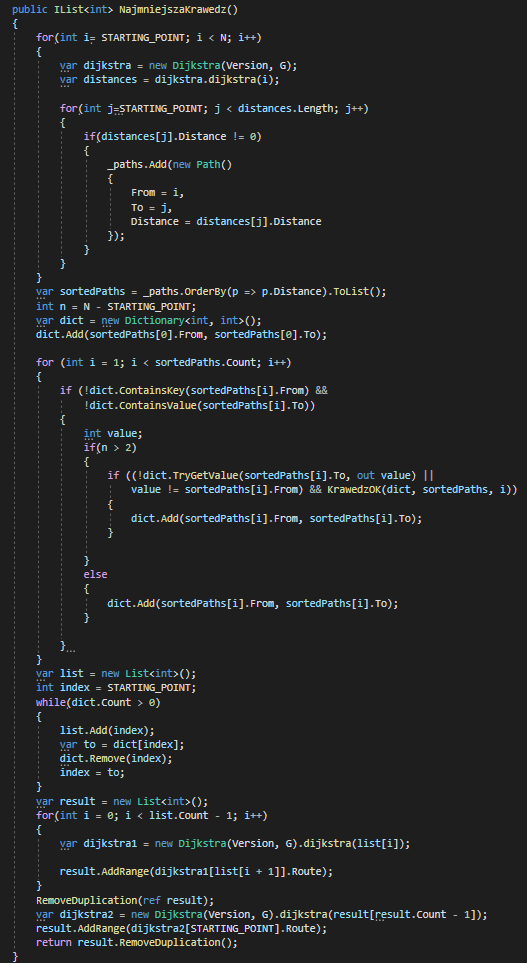 public IList<int> NajmniejszaKrawedz()
{
for(int i= STARTING_POINT; i < N; i++)
{
var dijkstra = new Dijkstra(Version, G);
var distances = dijkstra.dijkstra(i);
for(int j=STARTING_POINT; j < distances.Length; j++)
{
if(distances[j].Distance != 0)
{
_paths.Add(new Path()
{
From = i,
To = j,
Distance = distances[j].Distance
});
}
}
}
var sortedPaths = _paths.OrderBy(p => p.Distance).ToList();
int n = N - STARTING_POINT;
var dict = new Dictionary<int, int>();
dict.Add(sortedPaths[0].From, sortedPaths[0].To);
for (int i = 1; i < sortedPaths.Count; i++)
{
if (!dict.ContainsKey(sortedPaths[i].From) &&
!dict.ContainsValue(sortedPaths[i].To))
{
int value;
if(n > 2)
{
if ((!dict.TryGetValue(sortedPaths[i].To, out value) ||
value != sortedPaths[i].From) && KrawedzOK(dict, sortedPaths, i))
{
dict.Add(sortedPaths[i].From, sortedPaths[i].To);
}
}
else
{
dict.Add(sortedPaths[i].From, sortedPaths[i].To);
}
}
}
var list = new List<int>();
int index = STARTING_POINT;
while(dict.Count > 0)
{
list.Add(index);
var to = dict[index];
dict.Remove(index);
index = to;
}
var result = new List<int>();
for(int i = 0; i < list.Count - 1; i++)
{
var dijkstra1 = new Dijkstra(Version, G).dijkstra(list[i]);
result.AddRange(dijkstra1[list[i + 1]].Route);
}
RemoveDuplication(ref result);
var dijkstra2 = new Dijkstra(Version, G).dijkstra(result[result.Count - 1]);
result.AddRange(dijkstra2[STARTING_POINT].Route);
return result.RemoveDuplication();
}